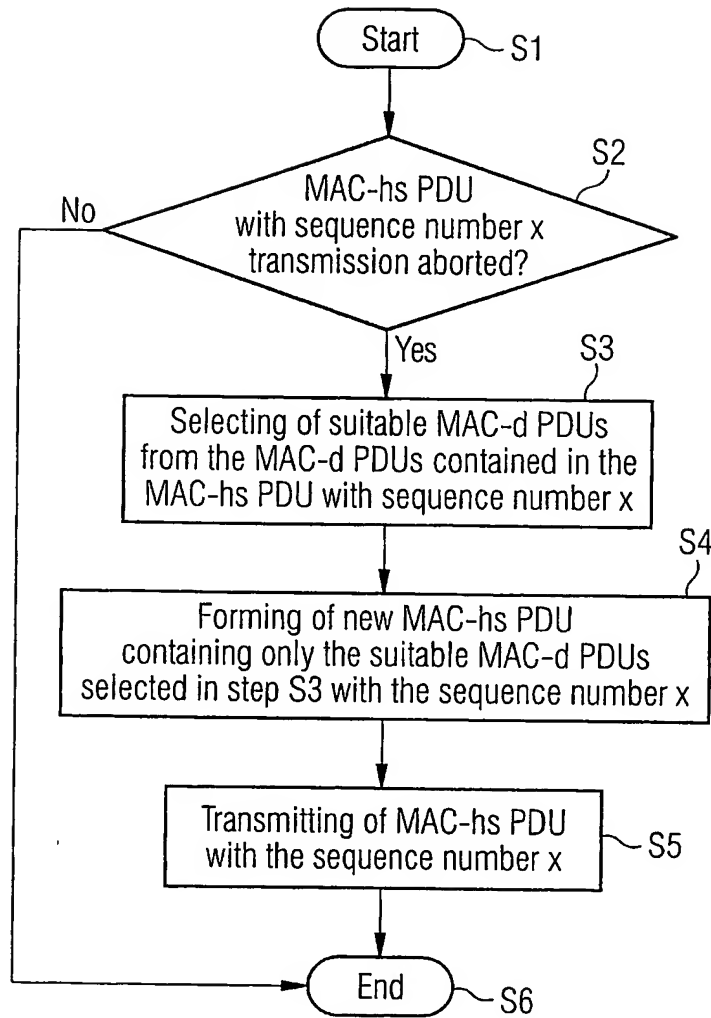 Start
S1
S2
MAC-hs PDU
with sequence number x
transmission aborted?
No
Yes
S3
Selecting of suitable MAC-d PDUs
from the MAC-d PDUs contained in the
MAC-hs PDU with sequence number x
S4
Forming of new MAC-hs PDU
containing only the suitable MAC-d PDUs
selected in step S3 with the sequence number x
Transmitting of MAC-hs PDU
with the sequence number x
S5
End
S6